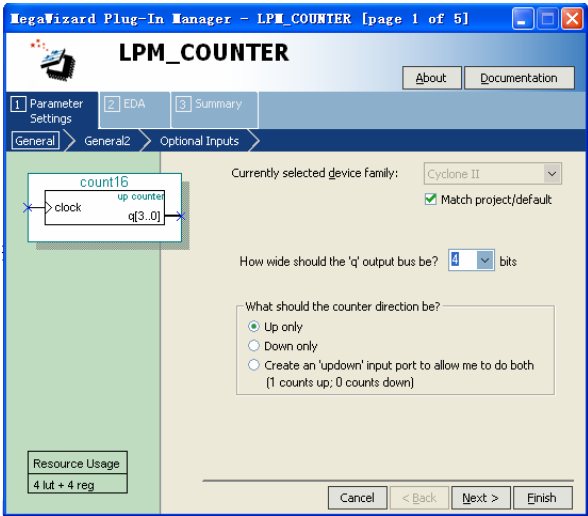 MegaWizard Plug-In Manager - LPM_COUNTER [page 1 of 5]
LPM_COUNTER
About
Documentation
1 Parameter Settings
2 EDA
3 Summary
General
General2
Optional Inputs
count16
up counter
clock
q[3..0]
Currently selected device family:
Cyclone II
Match project/default
How wide should the 'q' output bus be?
4
bits
What should the counter direction be?
Up only
Down only
Create an 'updown' input port to allow me to do both
(1 counts up; 0 counts down)
Resource Usage
4 lut + 4 reg
Cancel
< Back
Next >
Finish